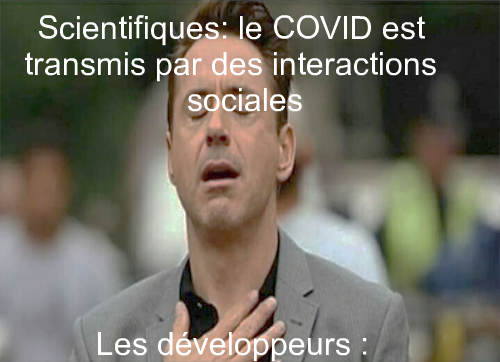 Scientifiques: le COVID est
transmis par des interactions
sociales
Les développeurs :